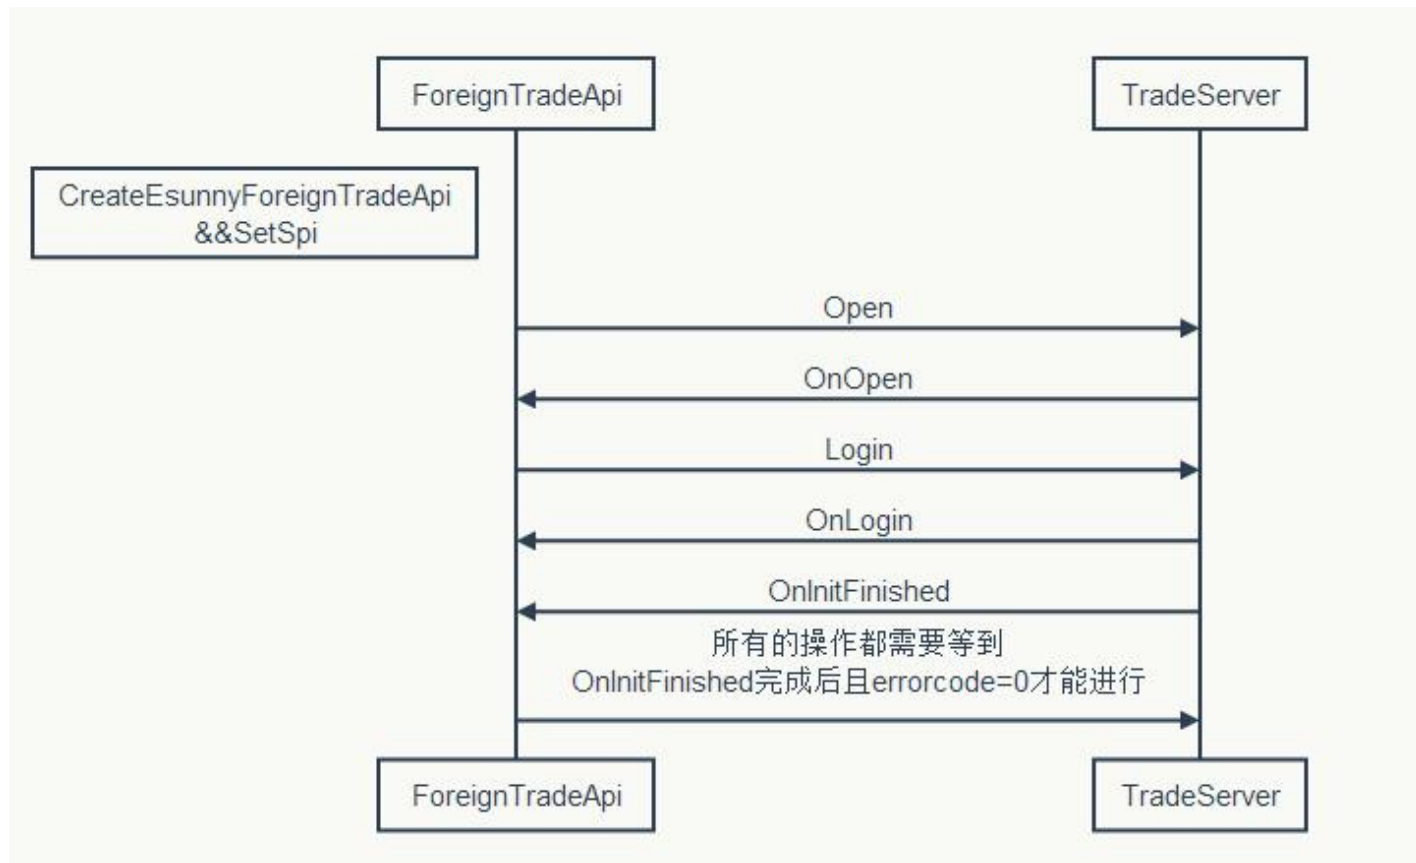 ForeignTradeApi
TradeServer
CreateEsunnyForeignTradeApi
&&SetSpi
Open
OnOpen
Login
OnLogin
OnInitFinished
所有的操作都需要等到
OnInitFinished完成后且errorcode=0才能进行
ForeignTradeApi
TradeServer